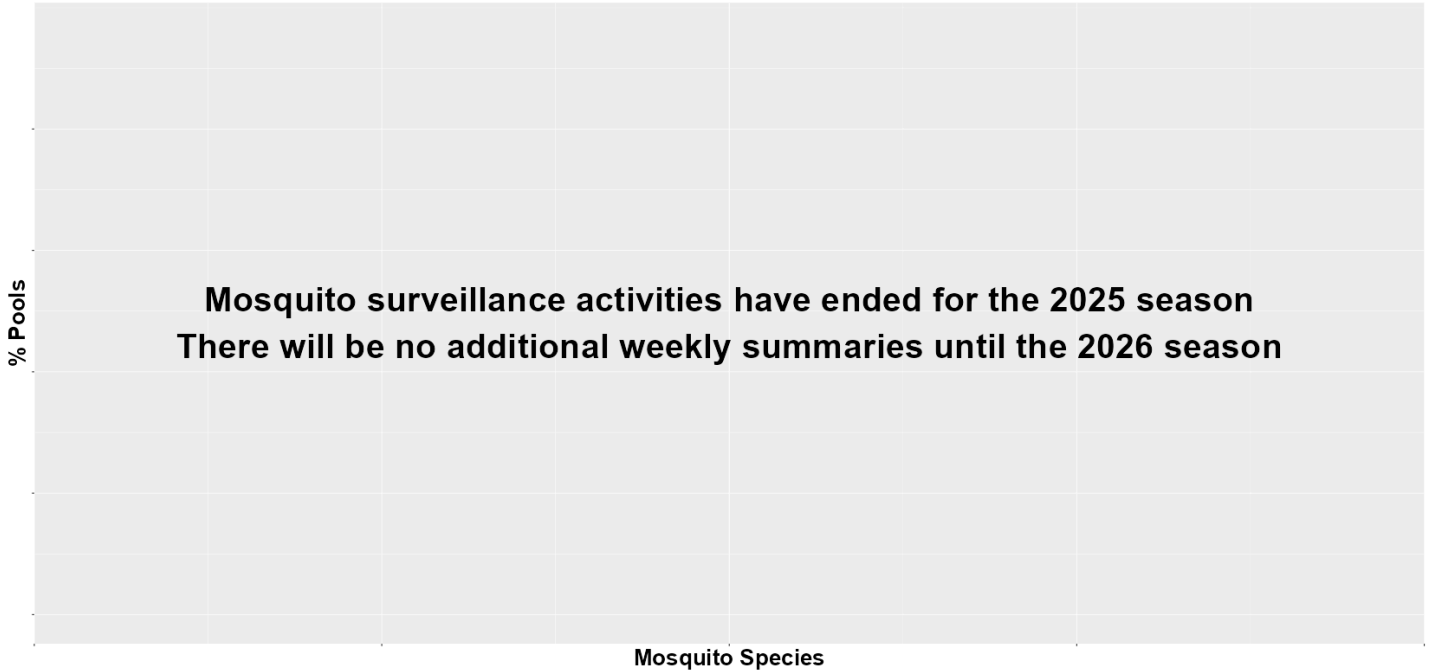 % Pools
Mosquito surveillance activities have ended for the 2025 season
There will be no additional weekly summaries until the 2026 season
Mosquito Species